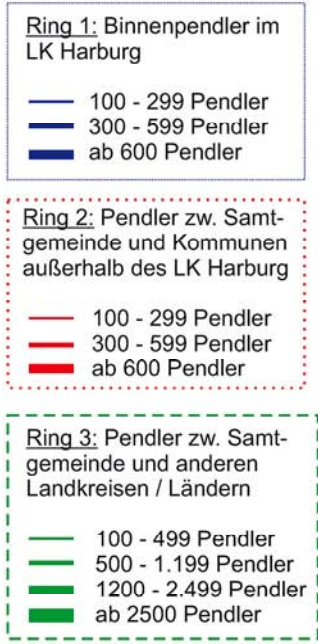 Ring 1: Binnenpendler im
LK Harburg
100 - 299 Pendler
300 - 599 Pendler
ab 600 Pendler
Ring 2: Pendler zw. Samt-
gemeinde und Kommunen
außerhalb des LK Harburg
100 - 299 Pendler
300 - 599 Pendler
ab 600 Pendler
Ring 3: Pendler zw. Samt-
gemeinde und anderen
Landkreisen / Ländern
100 - 499 Pendler
500 - 1.199 Pendler
1200 - 2.499 Pendler
ab 2500 Pendler